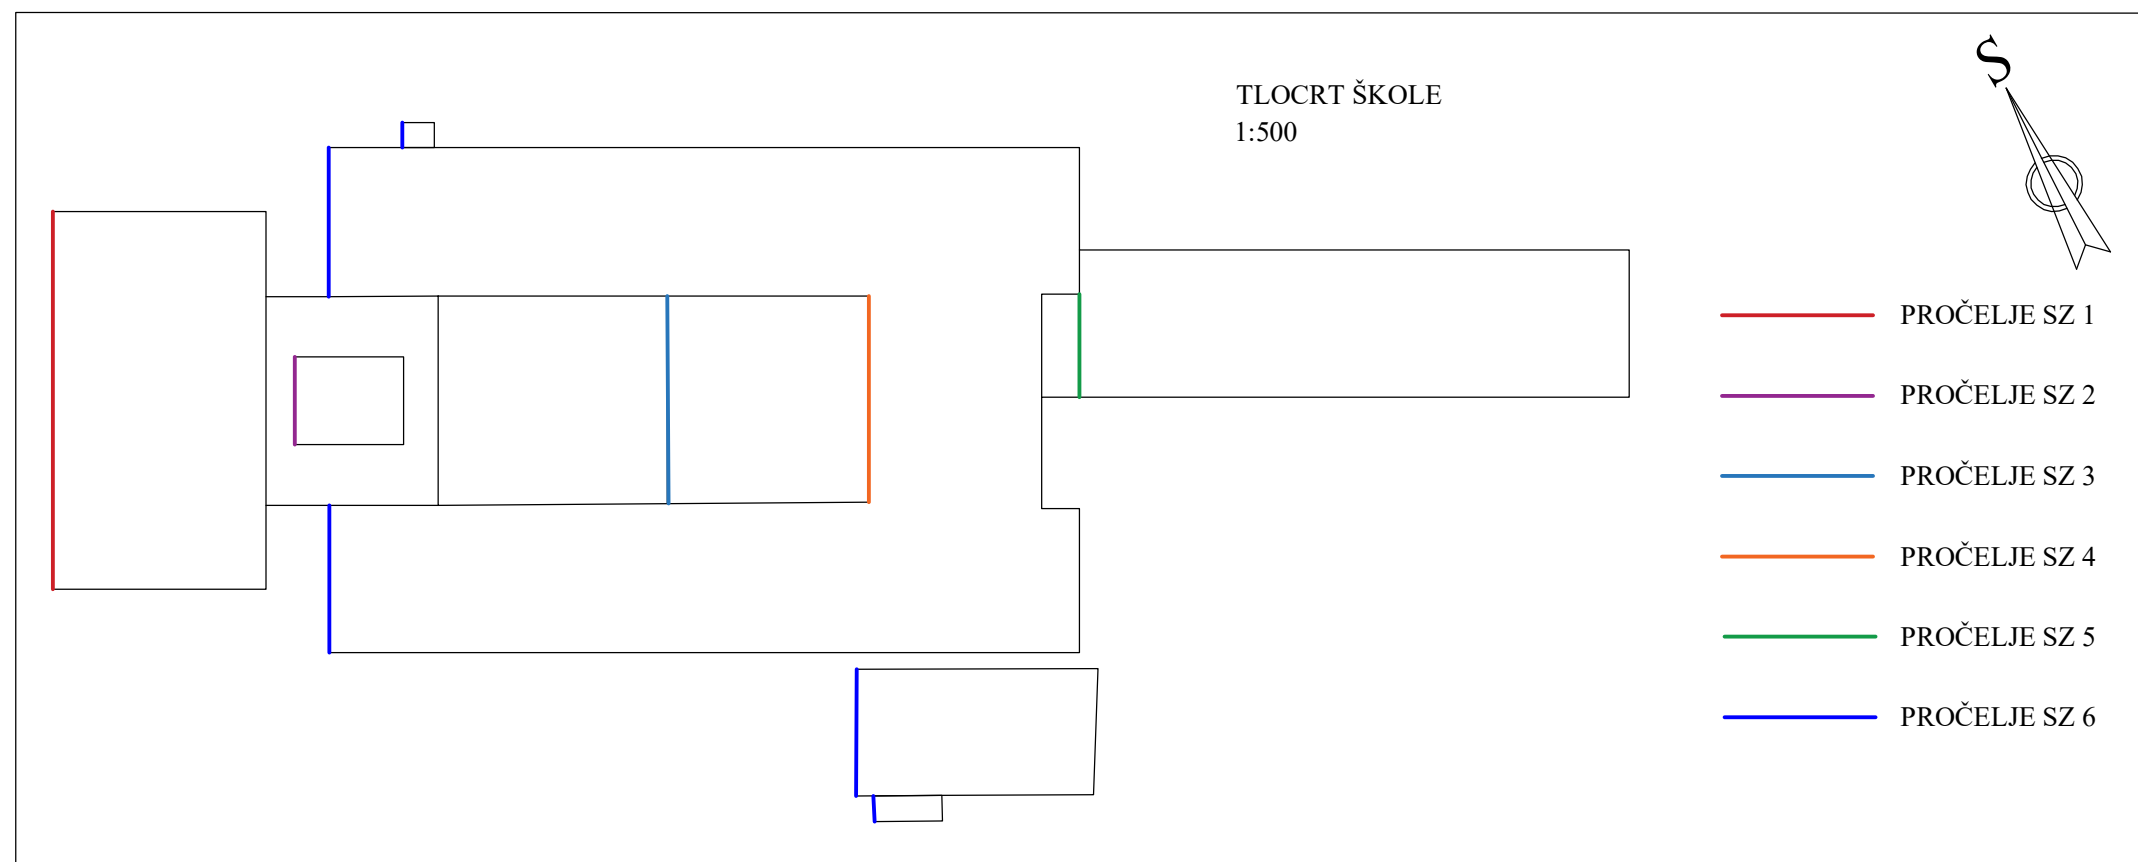 TLOCRT ŠKOLE
1:500
S
PROČELJE SZ 1
PROČELJE SZ 2
PROČELJE SZ 3
PROČELJE SZ 4
PROČELJE SZ 5
PROČELJE SZ 6